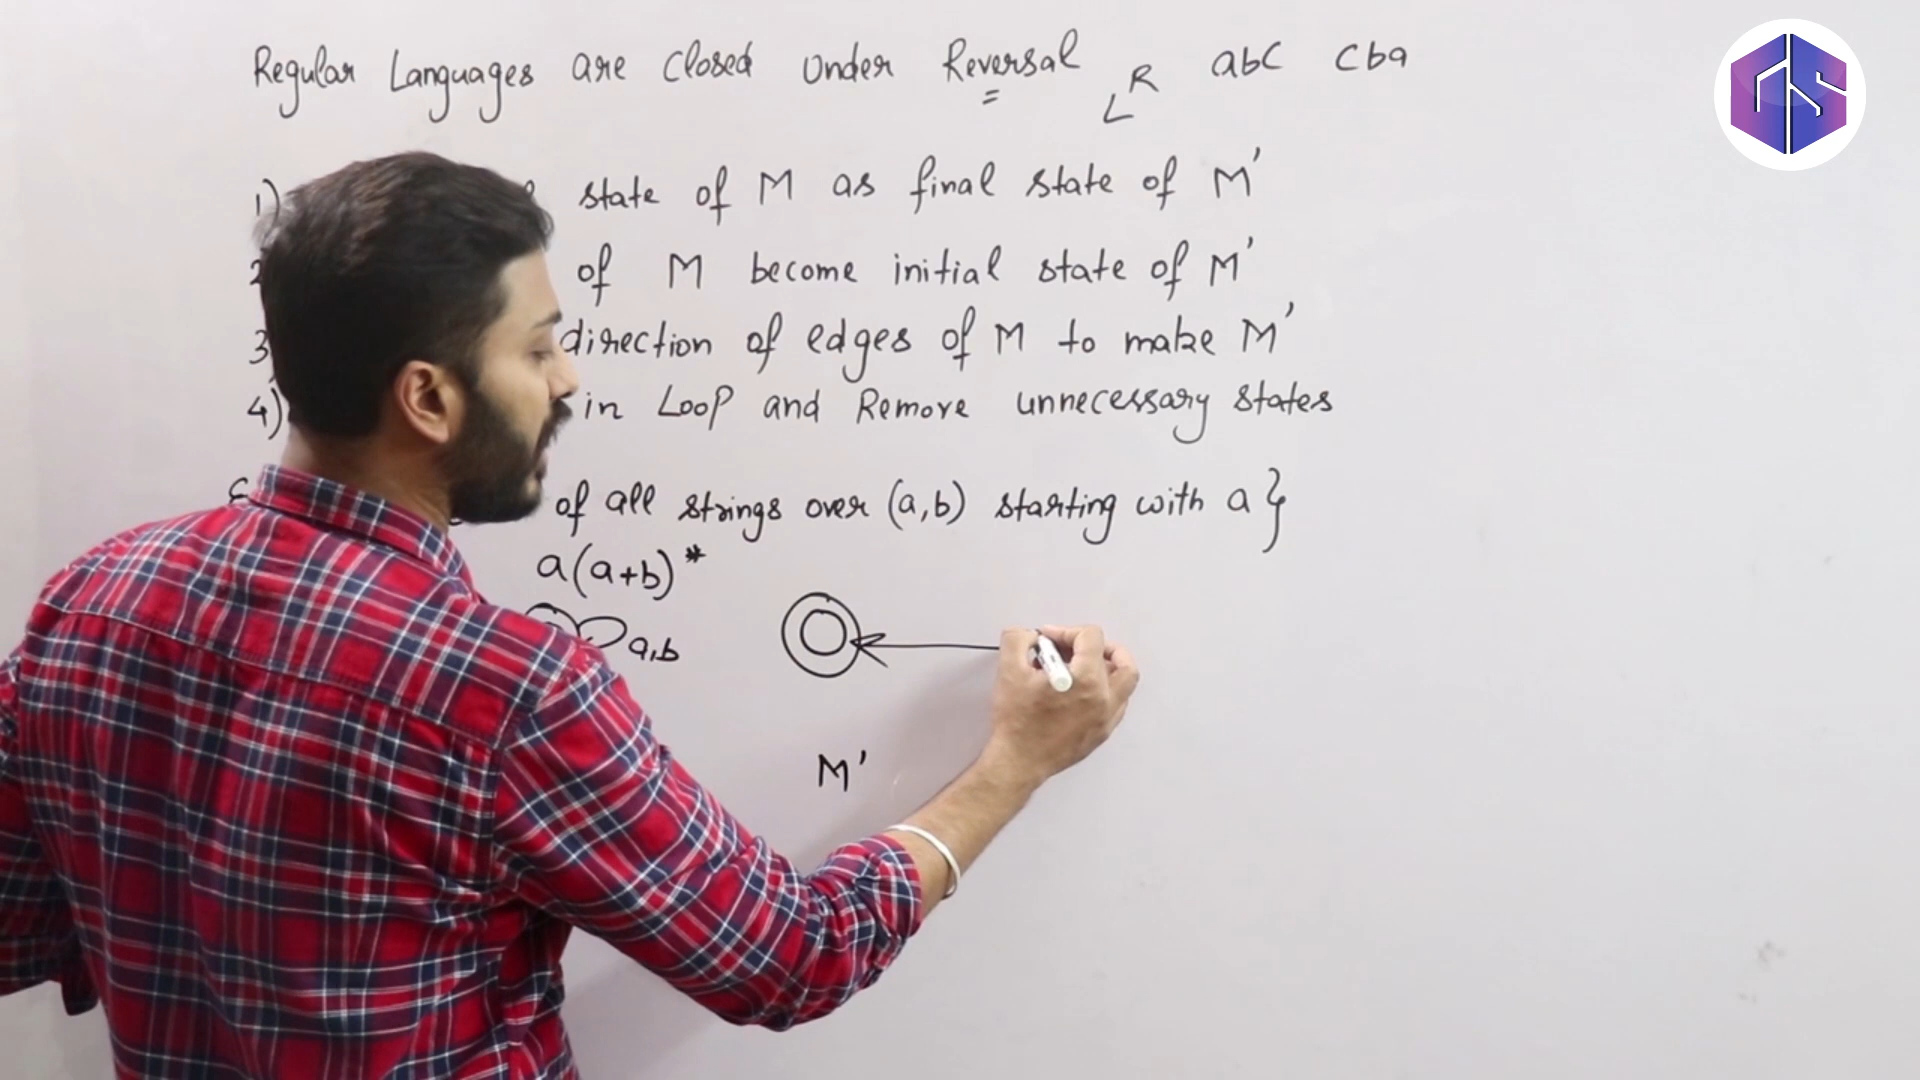 Regular Languages are closed under Reversal L^R abc cba
1) state of M as final state of M'
2 of M become initial state of M'
3 direction of edges of M to make M'
4) in Loop and Remove unnecessary states
of all strings over (a,b) starting with a}
a(a+b)*
a,b
M'
GS